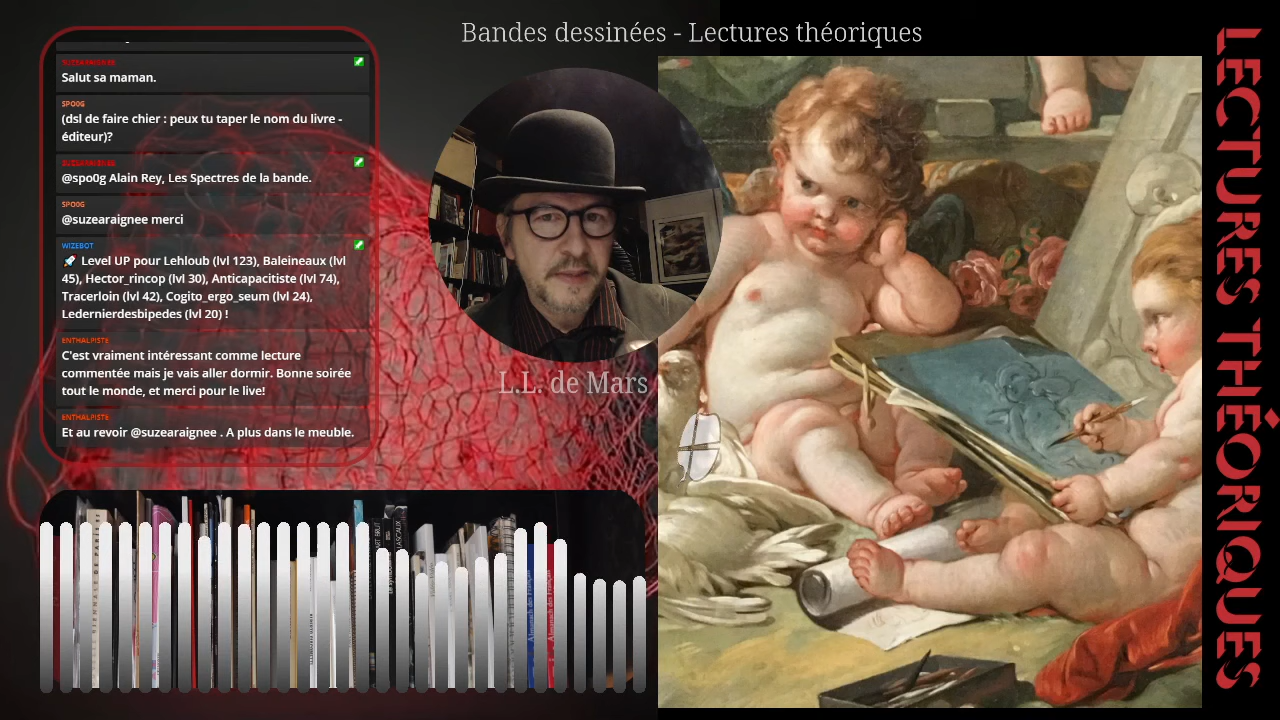 Bandes dessinées - Lectures théoriques
SUZEARAIGNEE
Salut sa maman.
SPO0G
(dsl de faire chier : peux tu taper le nom du livre -
éditeur)?
SUZEARAIGNEE
@spo0g Alain Rey, Les Spectres de la bande.
SPO0G
@suzearaignee merci
WIZEBOT
🚀 Level UP pour Lehloub (lvl 123), Baleineaux (lvl
45), Hector_rincop (lvl 30), Anticapacitiste (lvl 74),
Tracerloin (lvl 42), Cogito_ergo_seum (lvl 24),
Ledernierdesbipedes (lvl 20) !
ENTHALPISTE
C'est vraiment intéressant comme lecture
commentée mais je vais aller dormir. Bonne soirée
tout le monde, et merci pour le live!
ENTHALPISTE
Et au revoir @suzearaignee . A plus dans le meuble.
L.L. de Mars
LECTURES THÉORIQUES